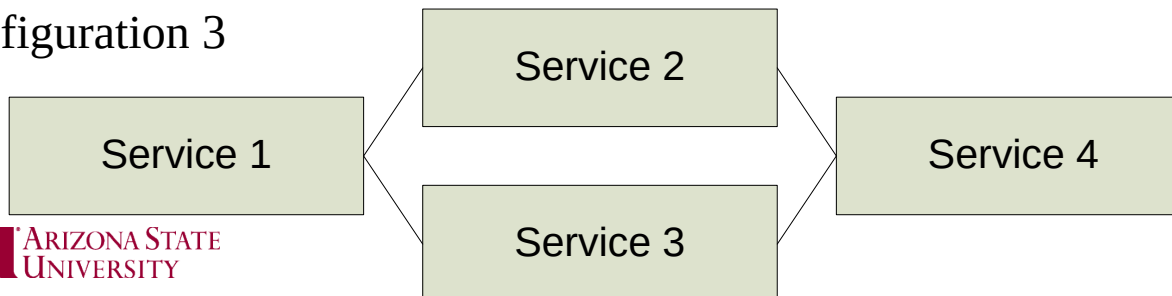 figuration 3
Service 2
Service 1
Service 4
Service 3
ARIZONA STATE
UNIVERSITY